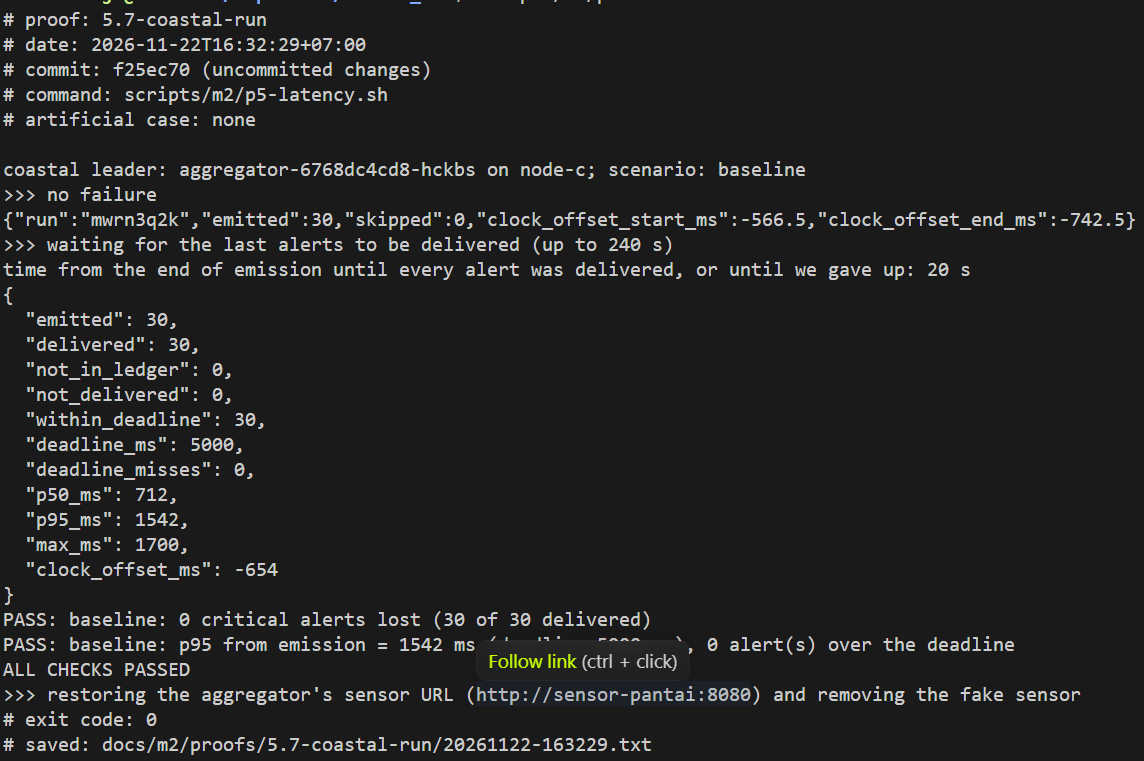 # proof: 5.7-coastal-run
# date: 2026-11-22T16:32:29+07:00
# commit: f25ec70 (uncommitted changes)
# command: scripts/m2/p5-latency.sh
# artificial case: none
coastal leader: aggregator-6768dc4cd8-hckbs on node-c; scenario: baseline
>>> no failure
{"run":"mwrn3q2k","emitted":30,"skipped":0,"clock_offset_start_ms":-566.5,"clock_offset_end_ms":-742.5}
>>> waiting for the last alerts to be delivered (up to 240 s)
time from the end of emission until every alert was delivered, or until we gave up: 20 s
{
  "emitted": 30,
  "delivered": 30,
  "not_in_ledger": 0,
  "not_delivered": 0,
  "within_deadline": 30,
  "deadline_ms": 5000,
  "deadline_misses": 0,
  "p50_ms": 712,
  "p95_ms": 1542,
  "max_ms": 1700,
  "clock_offset_ms": -654
}
PASS: baseline: 0 critical alerts lost (30 of 30 delivered)
PASS: baseline: p95 from emission = 1542 ms , 0 alert(s) over the deadline
ALL CHECKS PASSED
Follow link (ctrl + click)
>>> restoring the aggregator's sensor URL (http://sensor-pantai:8080) and removing the fake sensor
# exit code: 0
# saved: docs/m2/proofs/5.7-coastal-run/20261122-163229.txt